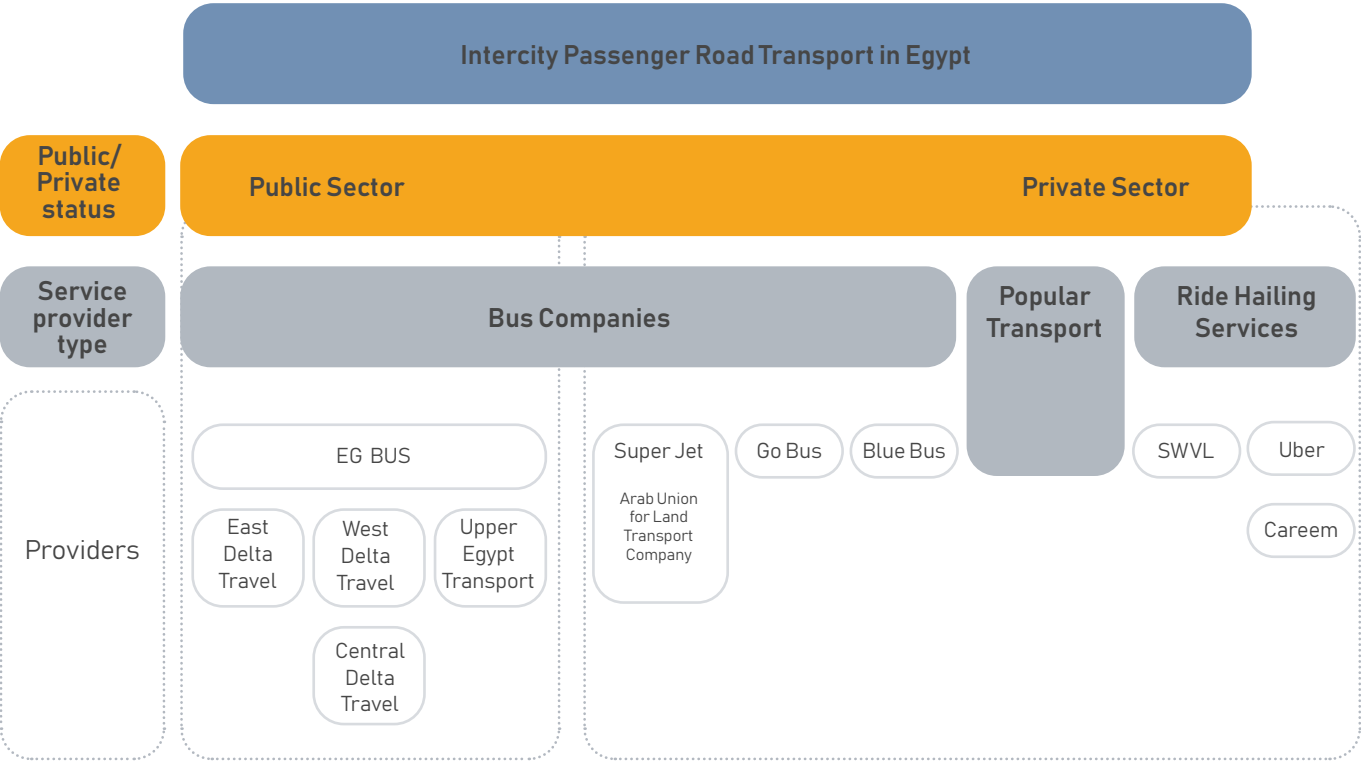 Intercity Passenger Road Transport in Egypt
Public/
Private
status
Public Sector
Private Sector
Service
provider
type
Bus Companies
Popular
Transport
Ride Hailing
Services
Providers
EG BUS
East
Delta
Travel
West
Delta
Travel
Upper
Egypt
Transport
Central
Delta
Travel
Super Jet
Arab Union
for Land
Transport
Company
Go Bus
Blue Bus
SWVL
Uber
Careem